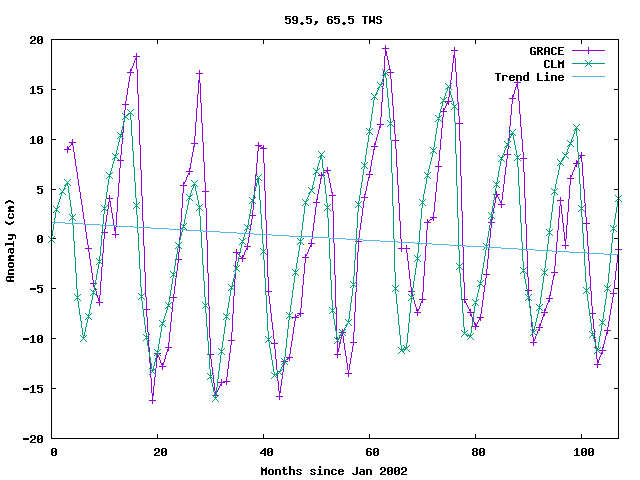 59.5, 65.5 TWS
GRACE
CLM
Trend Line
Anomaly (cm)
20
15
10
5
0
-5
-10
-15
-20
0 20 40 60 80 100
Months since Jan 2002